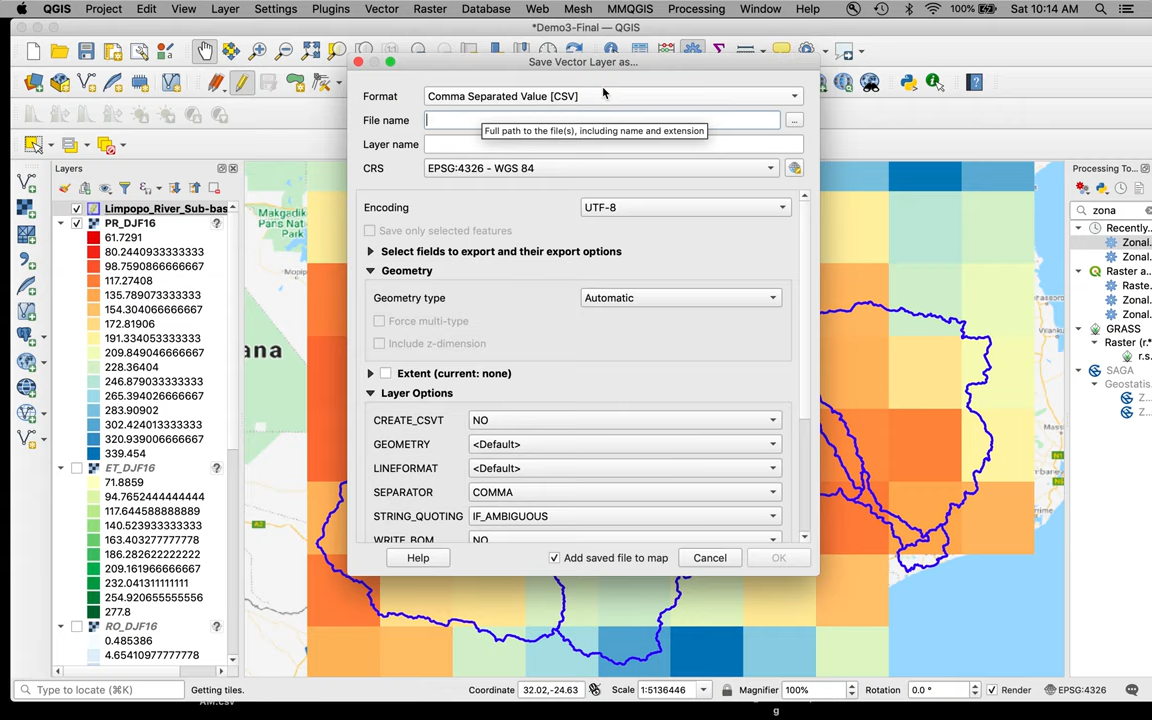 QGIS Project Edit View Layer Settings Plugins Vector Raster Database Web Mesh MMQGIS Processing Window Help 100% Sat 10:14 AM
*Demo3-Final — QGIS
Save Vector Layer as...
Format Comma Separated Value [CSV]
File name
Full path to the file(s), including name and extension
Layer name
CRS EPSG:4326 - WGS 84
Encoding UTF-8
Save only selected features
Select fields to export and their export options
Geometry
Geometry type Automatic
Force multi-type
Include z-dimension
Extent (current: none)
Layer Options
CREATE_CSVT NO
GEOMETRY <Default>
LINEFORMAT <Default>
SEPARATOR COMMA
STRING_QUOTING IF_AMBIGUOUS
WRITE_BOM NO
Help Add saved file to map Cancel OK
Layers
Limpopo_River_Sub-bas
PR_DJF16
61.7291
80.2440933333333
98.7590866666667
117.27408
135.789073333333
154.304066666667
172.81906
191.334053333333
209.849046666667
228.36404
246.879033333333
265.394026666667
283.90902
302.424013333333
320.939006666667
339.454
ET_DJF16
71.8859
94.7652444444444
117.644588888889
140.523933333333
163.403277777778
186.282622222222
209.161966666667
232.041311111111
254.920655555556
277.8
RO_DJF16
0.485386
4.65410977777778
Makgadik
Pans Nat
Park
ana
A2
N1
Processing To...
zona
Recently...
Zonal.
Zonal.
Raster a...
Raste..
Zonal.
Zonal.
GRASS
Raster (r.*
r.s.
SAGA
Geostatis..
Z...
Z...
Type to locate (⌘K) Getting tiles. Coordinate 32.02,-24.63 Scale 1:5136446 Magnifier 100% Rotation 0.0 ° Render EPSG:4326
AM.csv
g